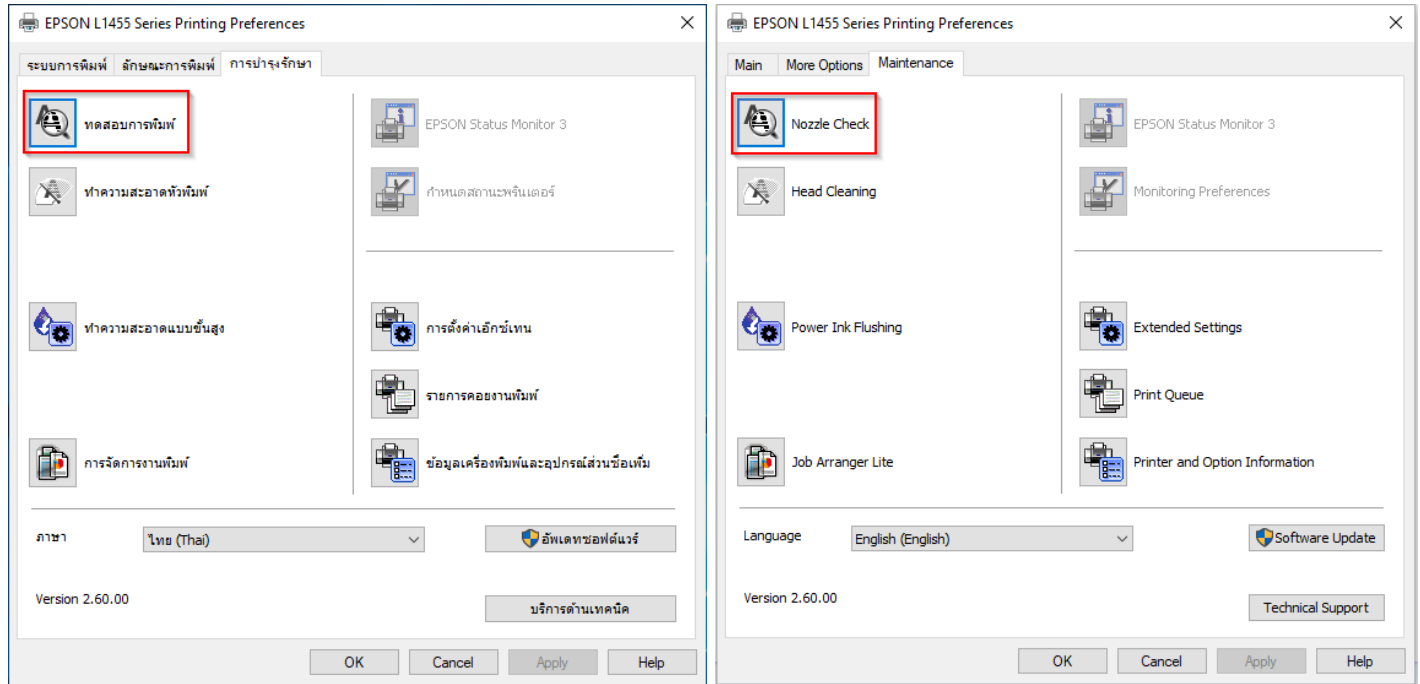 EPSON L1455 Series Printing Preferences
ระบบการพิมพ์ ลักษณะการพิมพ์ การบำรุงรักษา
ทดสอบการพิมพ์
EPSON Status Monitor 3
ทำความสะอาดหัวพิมพ์
กำหนดสถานะพรินเตอร์
ทำความสะอาดแบบขั้นสูง
การตั้งค่าเอ็กซ์เทน
รายการคอยงานพิมพ์
การจัดการงานพิมพ์
ข้อมูลเครื่องพิมพ์และอุปกรณ์ส่วนซื้อเพิ่ม
ภาษา
ไทย (Thai)
อัพเดทซอฟต์แวร์
Version 2.60.00
บริการด้านเทคนิค
OK Cancel Apply Help
EPSON L1455 Series Printing Preferences
Main More Options Maintenance
Nozzle Check
EPSON Status Monitor 3
Head Cleaning
Monitoring Preferences
Power Ink Flushing
Extended Settings
Print Queue
Job Arranger Lite
Printer and Option Information
Language
English (English)
Software Update
Version 2.60.00
Technical Support
OK Cancel Apply Help